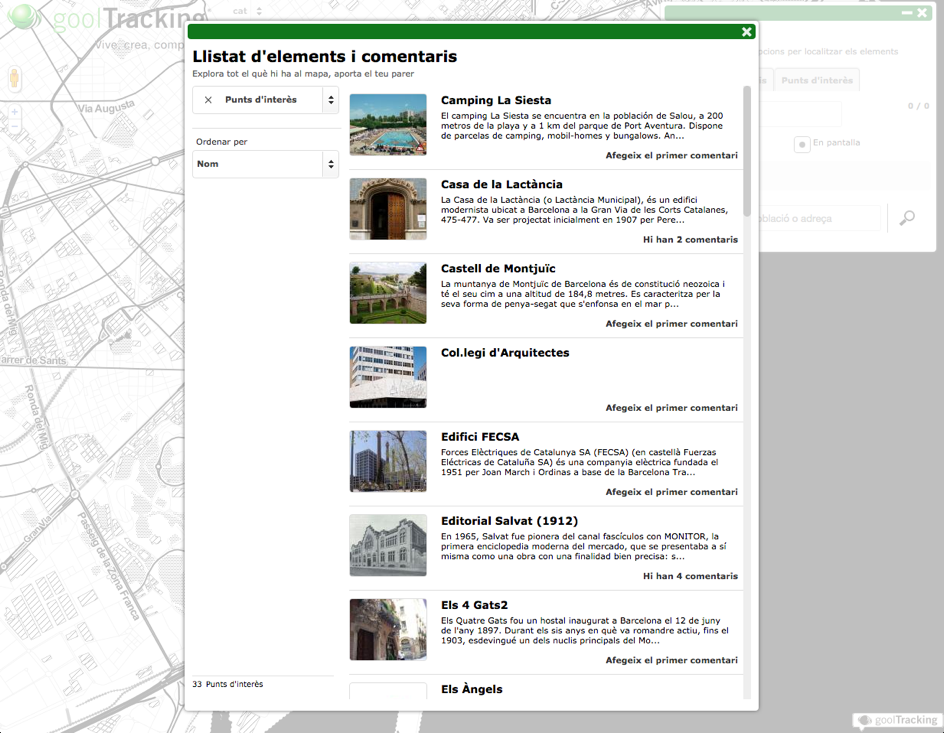 goolTracking
cat
Vive, crea, comp
Llistat d'elements i comentaris
Explora tot el què hi ha al mapa, aporta el teu parer
Punts d'interès
Ordenar per
Nom
Camping La Siesta
El camping La Siesta se encuentra en la población de Salou, a 200
metros de la playa y a 1 km del parque de Port Aventura. Dispone
de parcelas de camping, mobil-homes y bungalows. An...
Afegeix el primer comentari
Casa de la Lactància
La Casa de la Lactància (o Lactància Municipal), és un edifici
modernista ubicat a Barcelona a la Gran Via de les Corts Catalanes,
475-477. Va ser projectat inicialment en 1907 per Pere...
Hi han 2 comentaris
Castell de Montjuïc
La muntanya de Montjuïc de Barcelona és de constitució neozoica i
té el seu cim a una altitud de 184,8 metres. Es caracteritza per la
seva forma de penya-segat que s'enfonsa en el mar p...
Afegeix el primer comentari
Col.legi d'Arquitectes
Afegeix el primer comentari
Edifici FECSA
Forces Elèctriques de Catalunya SA (FECSA) (en castellà Fuerzas
Eléctricas de Cataluña SA) és una companyia elèctrica fundada el
1951 per Joan March i Ordinas a base de la Barcelona Tra...
Afegeix el primer comentari
Editorial Salvat (1912)
En 1965, Salvat fue pionera del canal fascículos con MONITOR, la
primera enciclopedia moderna del mercado, que se presentaba a sí
misma como una obra con una finalidad bien precisa: s...
Hi han 4 comentaris
Els 4 Gats2
Els Quatre Gats fou un hostal inaugurat a Barcelona el 12 de juny
de l'any 1897. Durant els sis anys en què va romandre actiu, fins el
1903, esdevingué un dels nuclis principals del Mo...
Afegeix el primer comentari
Els Àngels
33 Punts d'interès
pcions per localitzar els elements
Punts d'interès
0 / 0
En pantalla
oblació o adreça
Via Augusta
Ronda del Mig
arrer de Sants
Ronda del Mig
Gran Via
Passeig de la Zona Franca
goolTracking